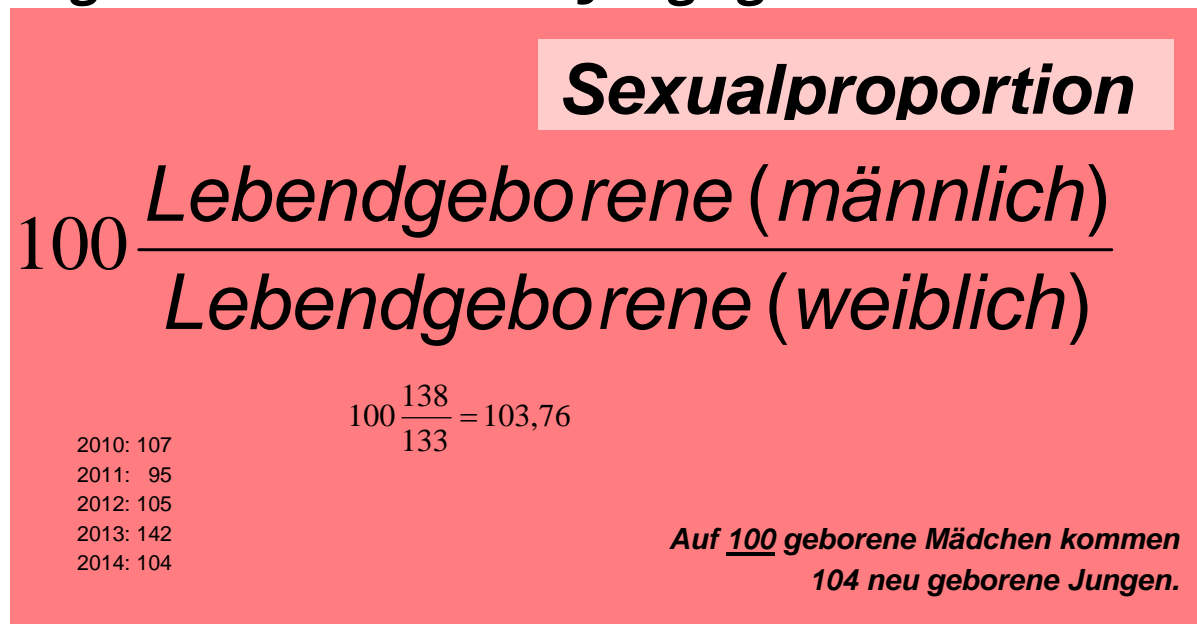 Sexualproportion
100 Lebendgeborene (männlich)
Lebendgeborene (weiblich)
100 138/133 = 103,76
2010: 107
2011: 95
2012: 105
2013: 142
2014: 104
Auf 100 geborene Mädchen kommen
104 neu geborene Jungen.